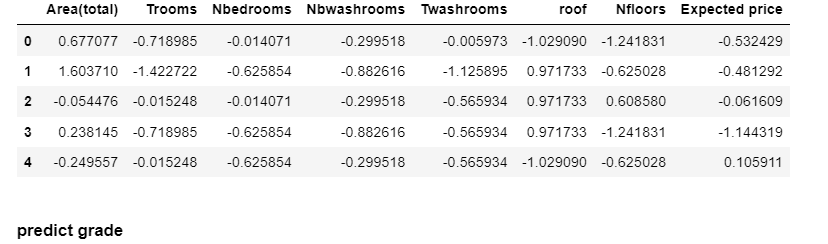 Area(total) Trooms Nbedrooms Nbwashrooms Twashrooms roof Nfloors Expected price
0 0.677077 -0.718985 -0.014071 -0.299518 -0.005973 -1.029090 -1.241831 -0.532429
1 1.603710 -1.422722 -0.625854 -0.882616 -1.125895 0.971733 -0.625028 -0.481292
2 -0.054476 -0.015248 -0.014071 -0.299518 -0.565934 0.971733 0.608580 -0.061609
3 0.238145 -0.718985 -0.625854 -0.882616 -0.565934 0.971733 -1.241831 -1.144319
4 -0.249557 -0.015248 -0.625854 -0.299518 -0.565934 -1.029090 -0.625028 0.105911
predict grade